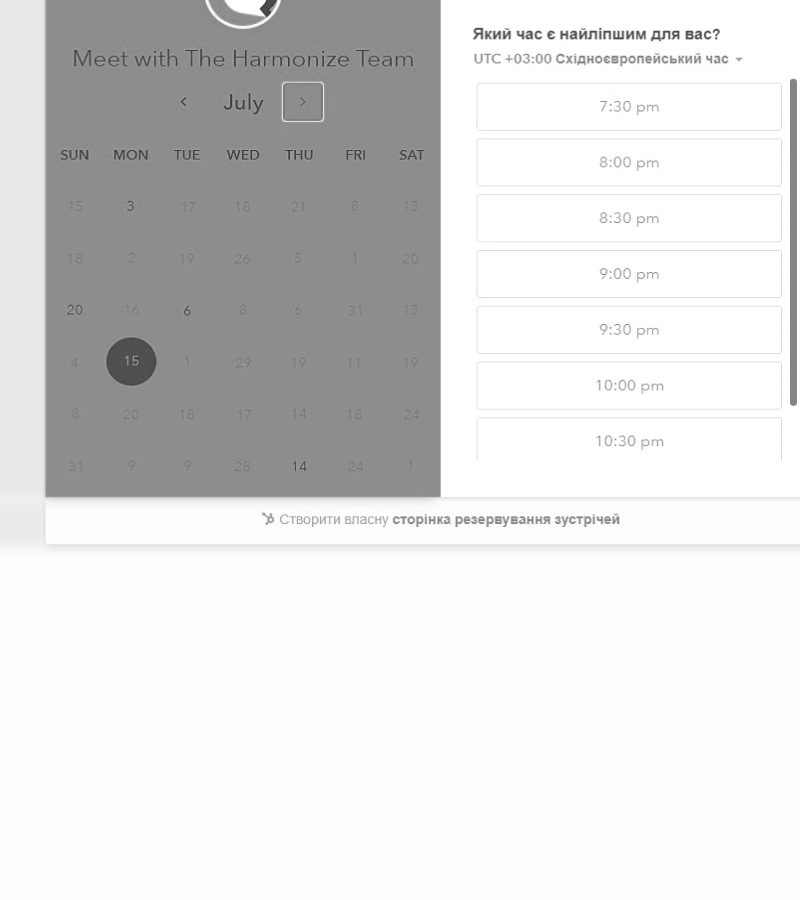 Meet with The Harmonize Team
July
SUN MON TUE WED THU FRI SAT
15 3 17 18 21 8 13
18 2 19 26 5 1 20
20 16 6 8 6 31 13
4 15 1 29 19 11 19
8 20 18 17 14 18 24
31 9 9 28 14 24 1
Який час є найліпшим для вас?
UTC +03:00 Східноєвропейський час
7:30 pm
8:00 pm
8:30 pm
9:00 pm
9:30 pm
10:00 pm
10:30 pm
Створити власну сторінка резервування зустрічей